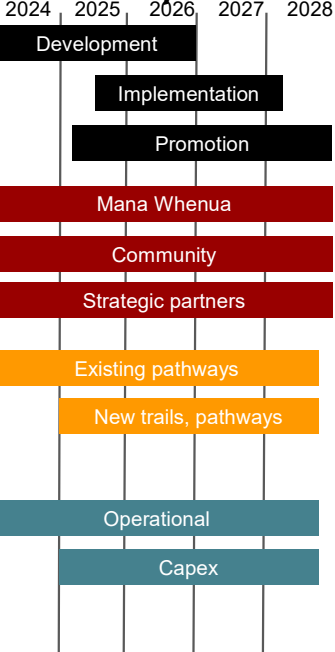 2024 2025 2026 2027 2028
Development
Implementation
Promotion
Mana Whenua
Community
Strategic partners
Existing pathways
New trails, pathways
Operational
Capex